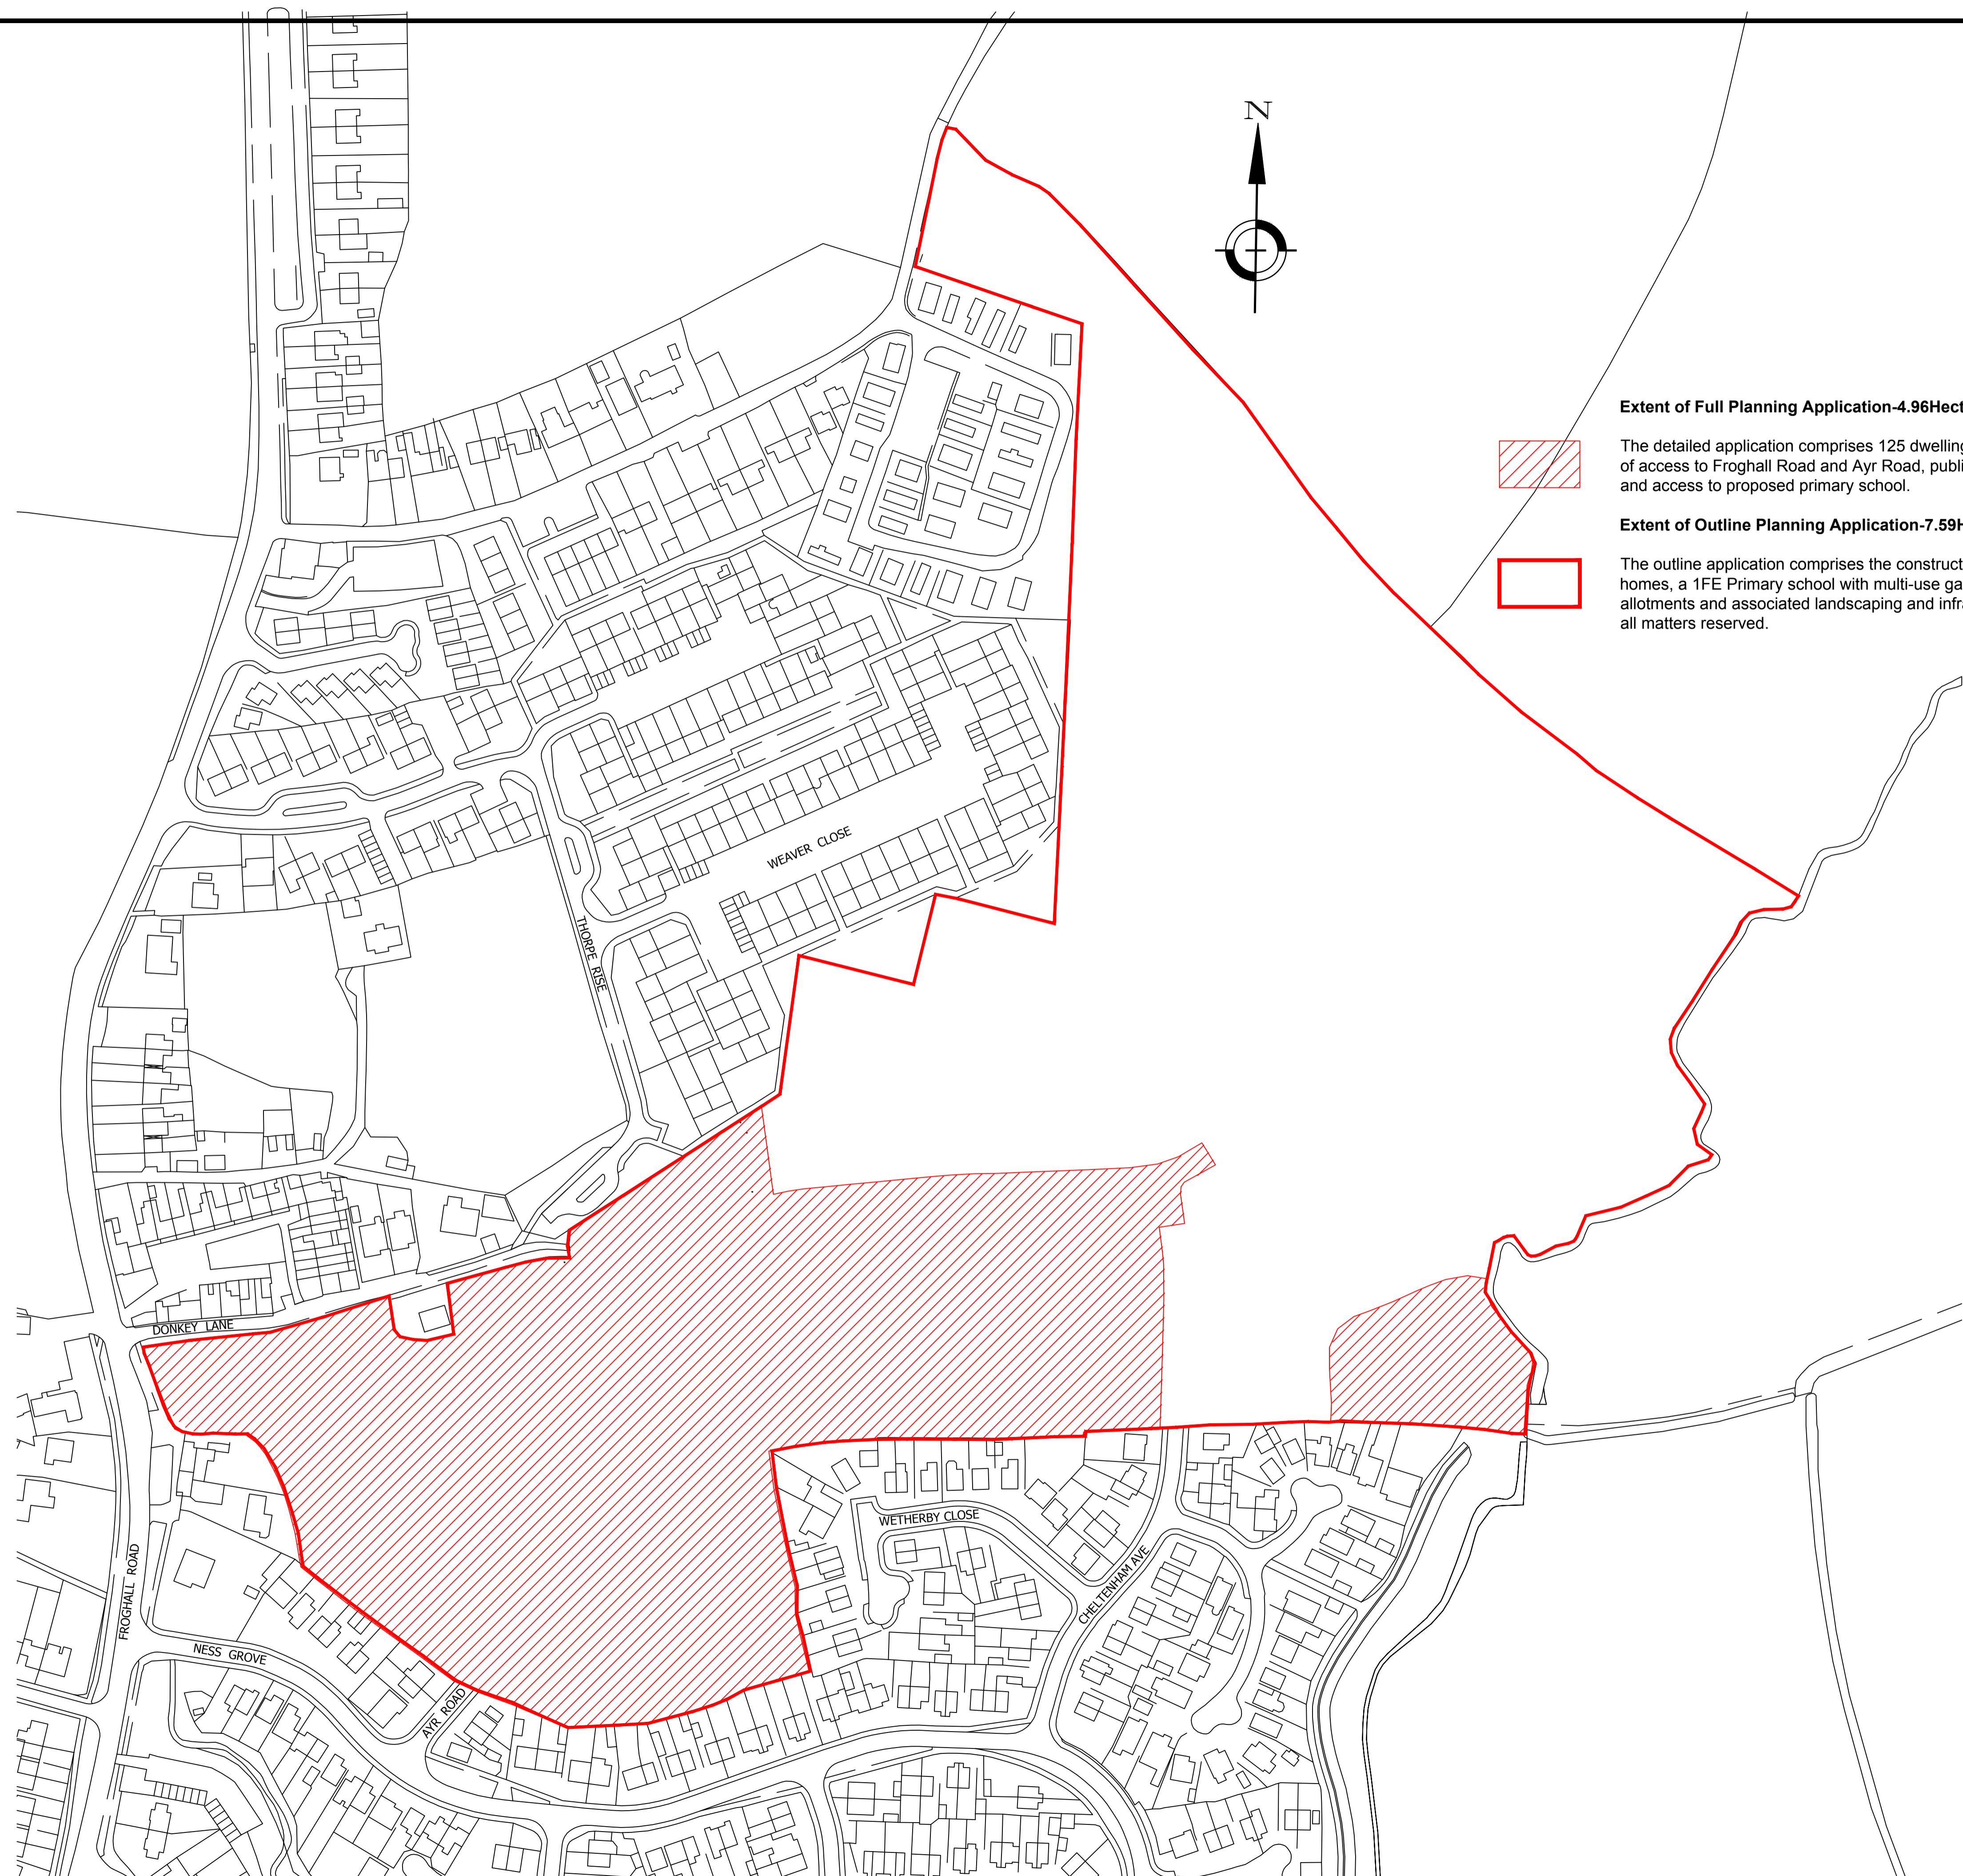 N
Extent of Full Planning Application-4.96Hect
The detailed application comprises 125 dwelling
of access to Froghall Road and Ayr Road, publi
and access to proposed primary school.
Extent of Outline Planning Application-7.59H
The outline application comprises the construct
homes, a 1FE Primary school with multi-use ga
allotments and associated landscaping and infra
all matters reserved.
WEAVER CLOSE
THORPE RISE
DONKEY LANE
WETHERBY CLOSE
CHELTENHAM AVE
FROGHALL ROAD
NESS GROVE
AYR ROAD